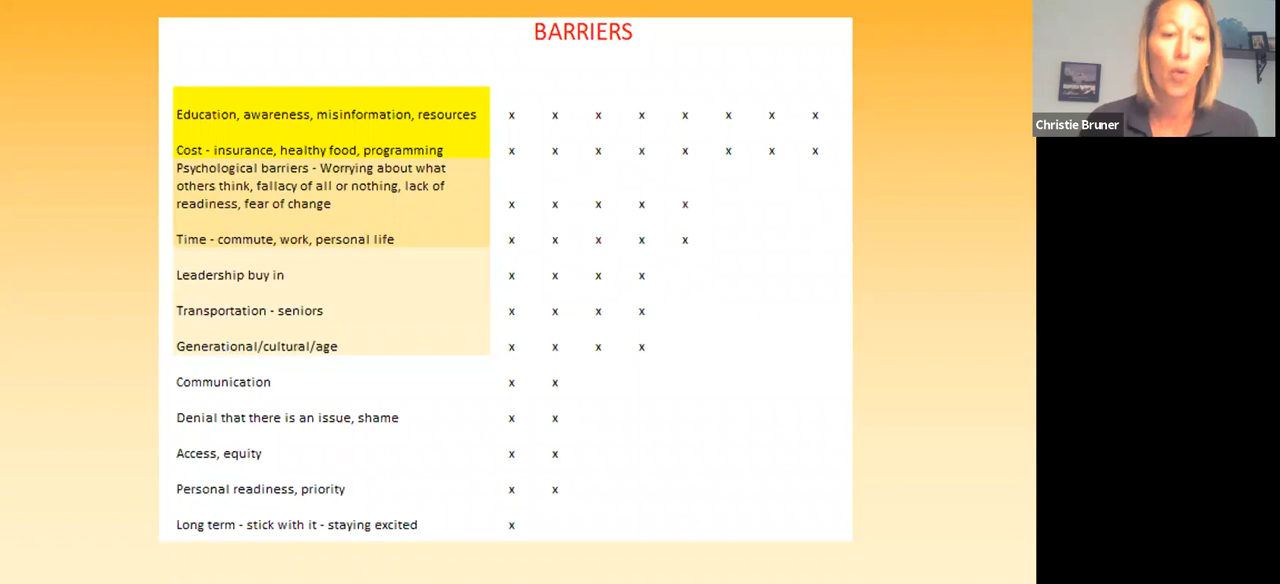 BARRIERS
Education, awareness, misinformation, resources x x x x x x x x
Cost - insurance, healthy food, programming x x x x x x x x
Psychological barriers - Worrying about what
others think, fallacy of all or nothing, lack of
readiness, fear of change x x x x x
Time - commute, work, personal life x x x x x
Leadership buy in x x x x
Transportation - seniors x x x x
Generational/cultural/age x x x x
Communication x x
Denial that there is an issue, shame x x
Access, equity x x
Personal readiness, priority x x
Long term - stick with it - staying excited x
Christie Bruner